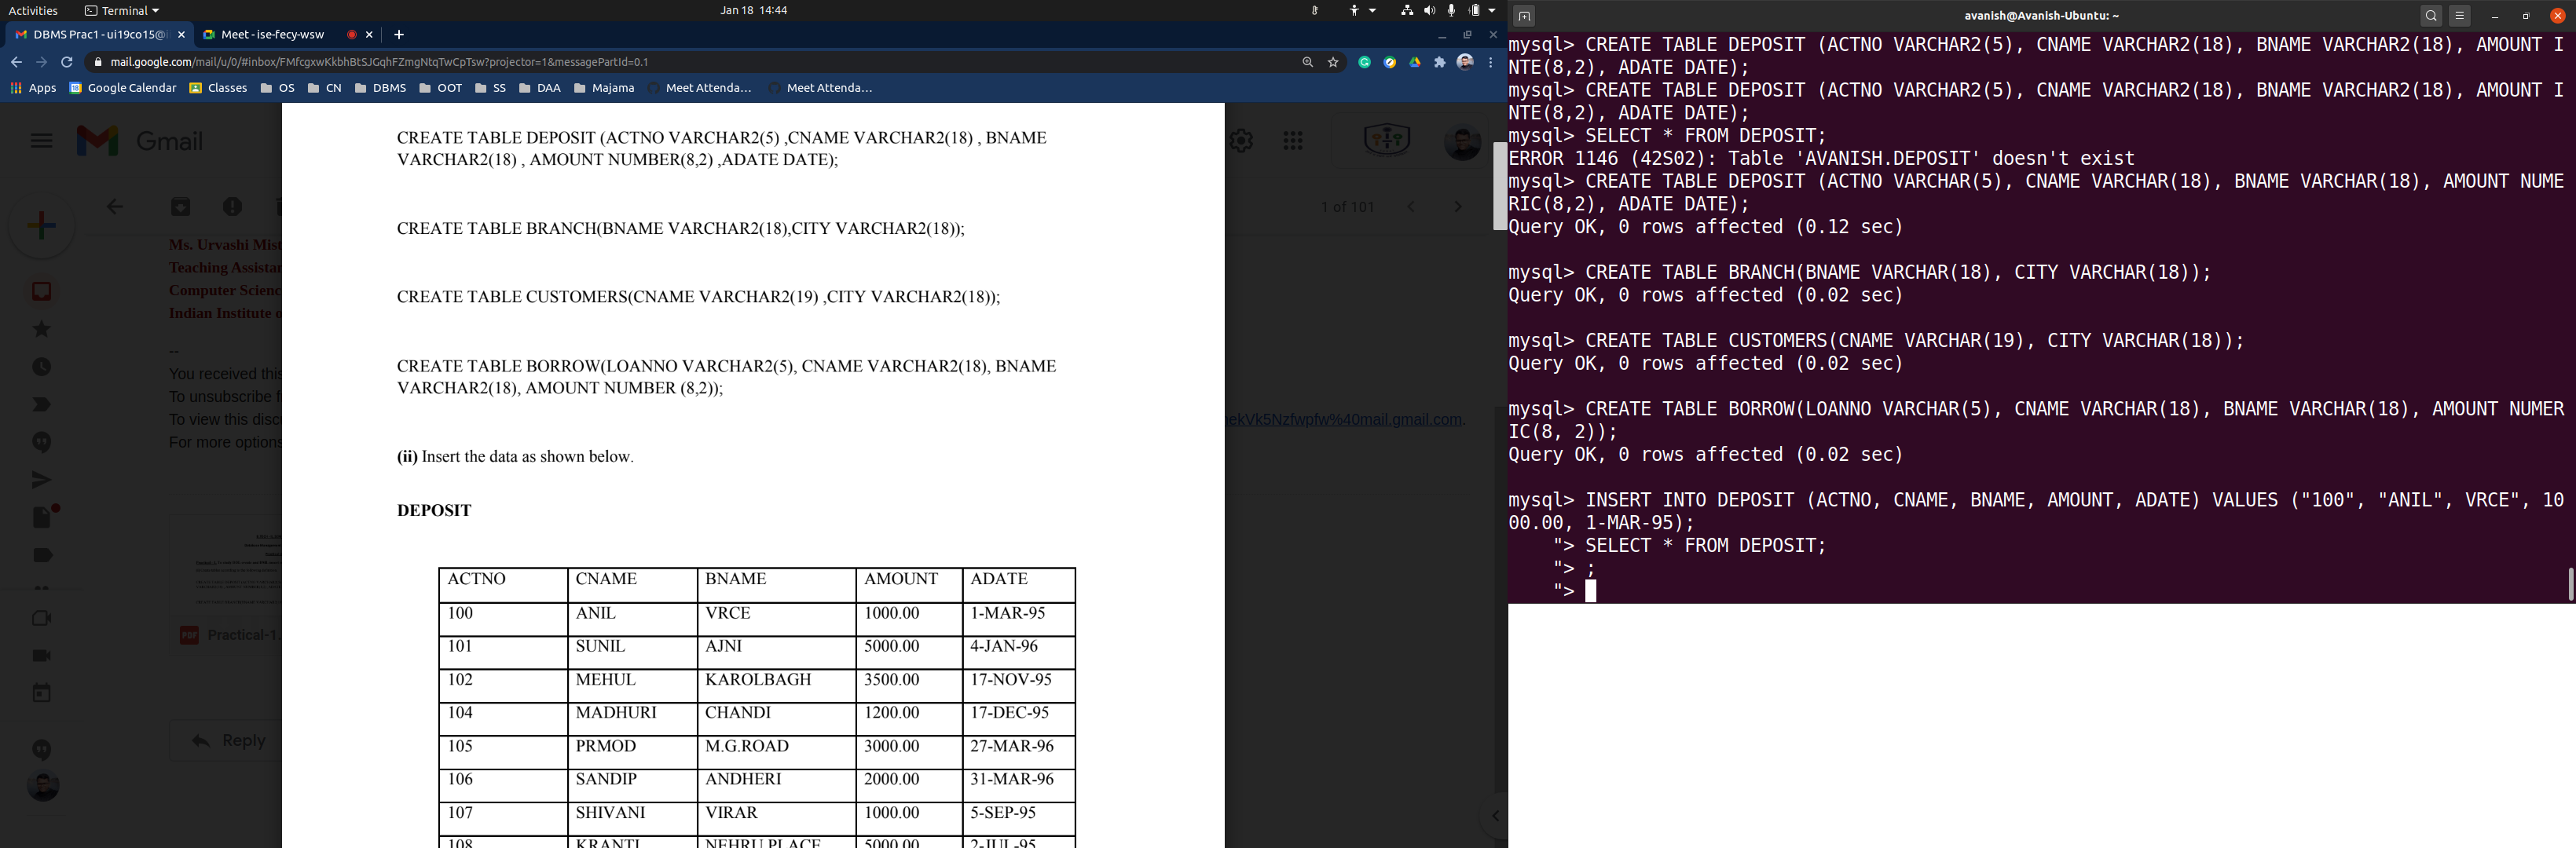 Activities
Terminal
Jan 18 14:44
DBMS Prac1 - ui19co15@i
Meet - ise-fecy-wsw
mail.google.com/mail/u/0/#inbox/FMfcgxwKkbhBtSJGqhFZmgNtqTwCpTsw?projector=1&messagePartId=0.1
Apps
Google Calendar
Classes
OS
CN
DBMS
OOT
SS
DAA
Majama
Meet Attenda...
Meet Attenda...
Gmail
1 of 101
Ms. Urvashi Mist
Teaching Assistan
Computer Scienc
Indian Institute o
--
You received this
To unsubscribe f
To view this disc
For more options
nekVk5Nzfwpfw%40mail.gmail.com.
PDF
Practical-1.
Reply
CREATE TABLE DEPOSIT (ACTNO VARCHAR2(5) ,CNAME VARCHAR2(18) , BNAME
VARCHAR2(18) , AMOUNT NUMBER(8,2) ,ADATE DATE);
CREATE TABLE BRANCH(BNAME VARCHAR2(18),CITY VARCHAR2(18));
CREATE TABLE CUSTOMERS(CNAME VARCHAR2(19) ,CITY VARCHAR2(18));
CREATE TABLE BORROW(LOANNO VARCHAR2(5), CNAME VARCHAR2(18), BNAME
VARCHAR2(18), AMOUNT NUMBER (8,2));
(ii) Insert the data as shown below.
DEPOSIT
ACTNO CNAME BNAME AMOUNT ADATE
100 ANIL VRCE 1000.00 1-MAR-95
101 SUNIL AJNI 5000.00 4-JAN-96
102 MEHUL KAROLBAGH 3500.00 17-NOV-95
104 MADHURI CHANDI 1200.00 17-DEC-95
105 PRMOD M.G.ROAD 3000.00 27-MAR-96
106 SANDIP ANDHERI 2000.00 31-MAR-96
107 SHIVANI VIRAR 1000.00 5-SEP-95
108 KRANTI NEHRU PLACE 5000.00 2-JUL-95
avanish@Avanish-Ubuntu: ~
mysql> CREATE TABLE DEPOSIT (ACTNO VARCHAR2(5), CNAME VARCHAR2(18), BNAME VARCHAR2(18), AMOUNT I
NTE(8,2), ADATE DATE);
mysql> CREATE TABLE DEPOSIT (ACTNO VARCHAR2(5), CNAME VARCHAR2(18), BNAME VARCHAR2(18), AMOUNT I
NTE(8,2), ADATE DATE);
mysql> SELECT * FROM DEPOSIT;
ERROR 1146 (42S02): Table 'AVANISH.DEPOSIT' doesn't exist
mysql> CREATE TABLE DEPOSIT (ACTNO VARCHAR(5), CNAME VARCHAR(18), BNAME VARCHAR(18), AMOUNT NUME
RIC(8,2), ADATE DATE);
Query OK, 0 rows affected (0.12 sec)
mysql> CREATE TABLE BRANCH(BNAME VARCHAR(18), CITY VARCHAR(18));
Query OK, 0 rows affected (0.02 sec)
mysql> CREATE TABLE CUSTOMERS(CNAME VARCHAR(19), CITY VARCHAR(18));
Query OK, 0 rows affected (0.02 sec)
mysql> CREATE TABLE BORROW(LOANNO VARCHAR(5), CNAME VARCHAR(18), BNAME VARCHAR(18), AMOUNT NUMER
IC(8, 2));
Query OK, 0 rows affected (0.02 sec)
mysql> INSERT INTO DEPOSIT (ACTNO, CNAME, BNAME, AMOUNT, ADATE) VALUES ("100", "ANIL", VRCE", 10
00.00, 1-MAR-95);
"> SELECT * FROM DEPOSIT;
"> ;
">